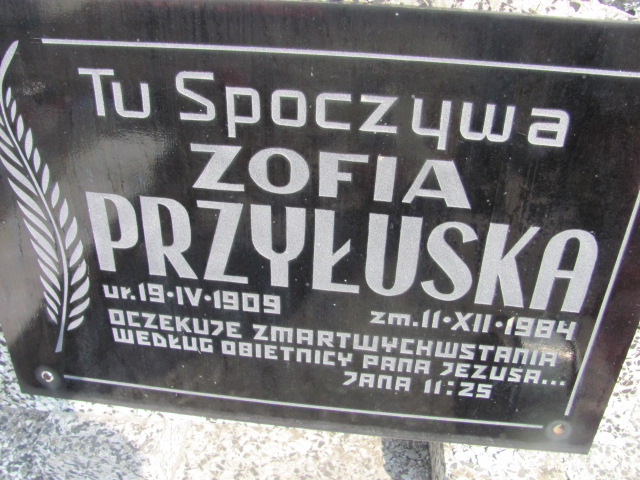 Tu Spoczywa
ZOFIA
PRZYŁUSKA
ur.19·IV·1909
zm.11·XII·1984
OCZEKUJE ZMARTWYCHWSTANIA
WEDŁUG OBIETNICY PANA JEZUSA...
JANA 11:25